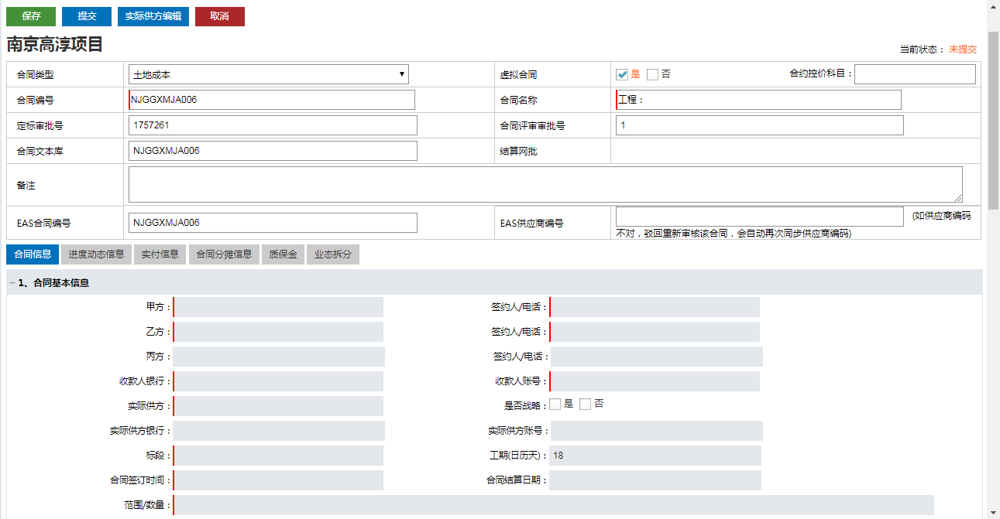 保存 提交 实际供方编辑 取消
南京高淳项目
当前状态： 未提交
合同类型 土地成本 虚拟合同 是 否 合约控价科目：
合同编号 NJGGXMJA006 合同名称 工程：
定标审批号 1757261 合同评审审批号 1
合同文本库 NJGGXMJA006 结算网批
备注
EAS合同编号 NJGGXMJA006 EAS供应商编号 (如供应商编码
不对，驳回重新审核该合同，会自动再次同步供应商编码)
合同信息 进度动态信息 实付信息 合同分摊信息 质保金 业态拆分
1、合同基本信息
甲方： 签约人/电话：
乙方： 签约人/电话：
丙方： 签约人/电话：
收款人银行： 收款人账号：
实际供方： 是否战略： 是 否
实际供方银行： 实际供方账号：
标段： 工期(日历天)： 18
合同签订时间： 合同结算日期：
范围/数量：